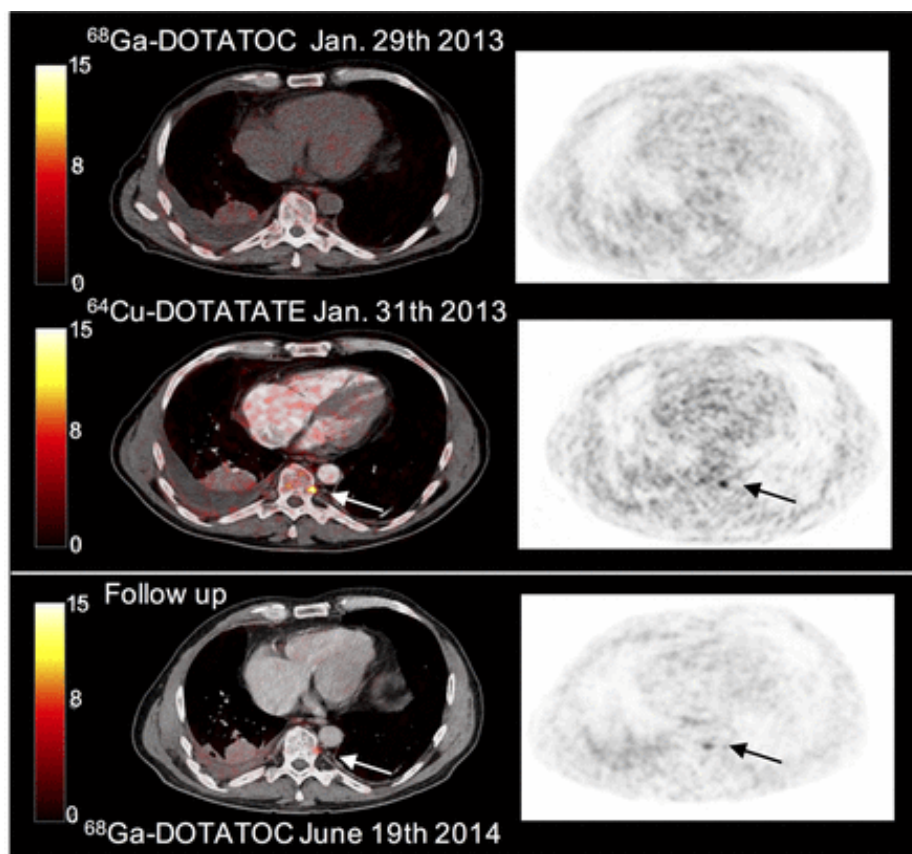 ⁶⁸Ga-DOTATOC Jan. 29th 2013
15
8
0
⁶⁴Cu-DOTATATE Jan. 31th 2013
15
8
0
Follow up
15
8
0
⁶⁸Ga-DOTATOC June 19th 2014